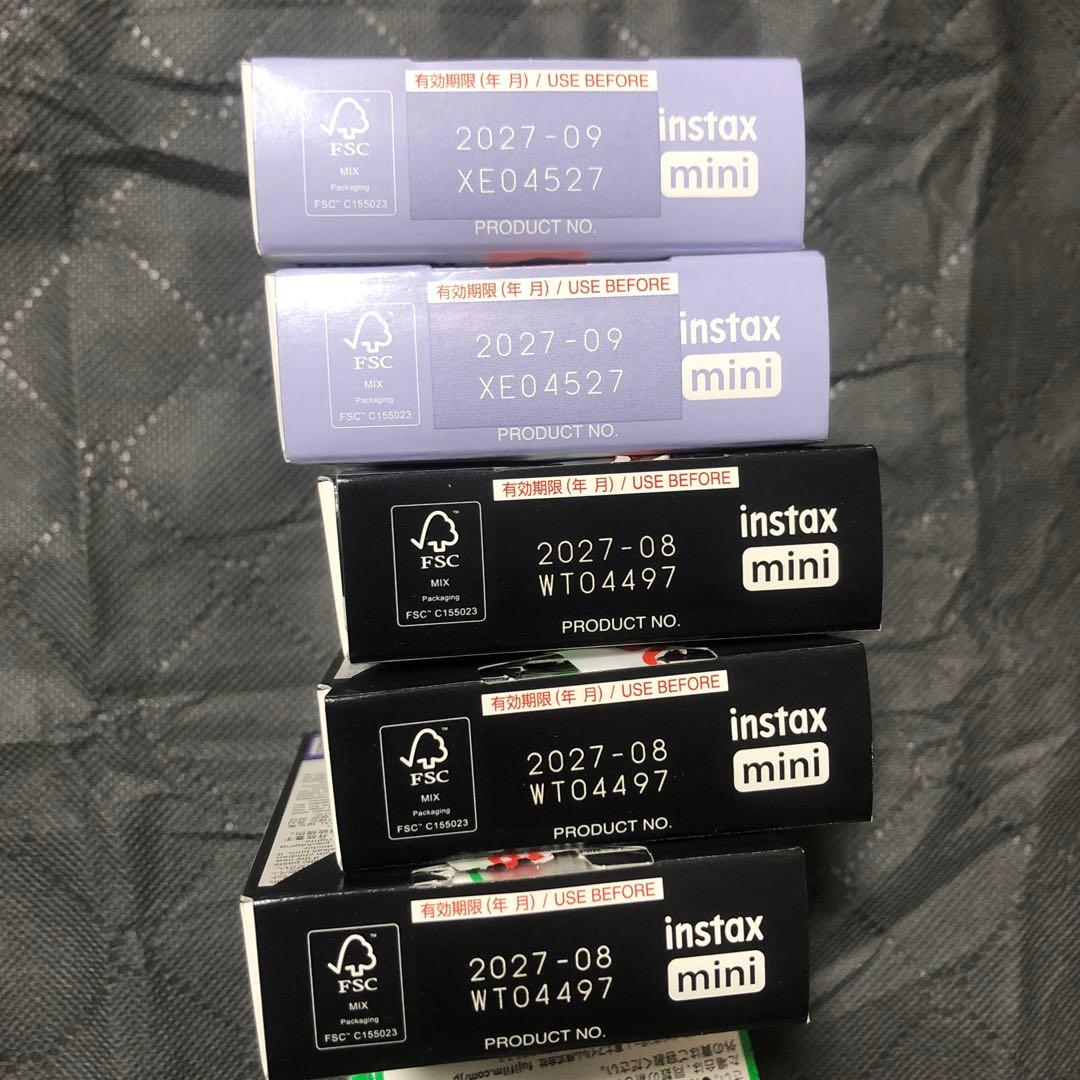 有効期限(年 月) / USE BEFORE
FSC
MIX
Packaging
FSC™ C155023
2027-09
XE04527
PRODUCT NO.
instax
mini
有効期限(年 月) / USE BEFORE
FSC
MIX
Packaging
FSC™ C155023
2027-09
XE04527
PRODUCT NO.
instax
mini
有効期限(年 月) / USE BEFORE
FSC
MIX
Packaging
FSC™ C155023
2027-08
WT04497
PRODUCT NO.
instax
mini
有効期限(年 月) / USE BEFORE
FSC
MIX
Packaging
FSC™ C155023
2027-08
WT04497
PRODUCT NO.
instax
mini
有効期限(年 月) / USE BEFORE
FSC
MIX
Packaging
FSC™ C155023
2027-08
WT04497
PRODUCT NO.
instax
mini
fujifilm.com/jp